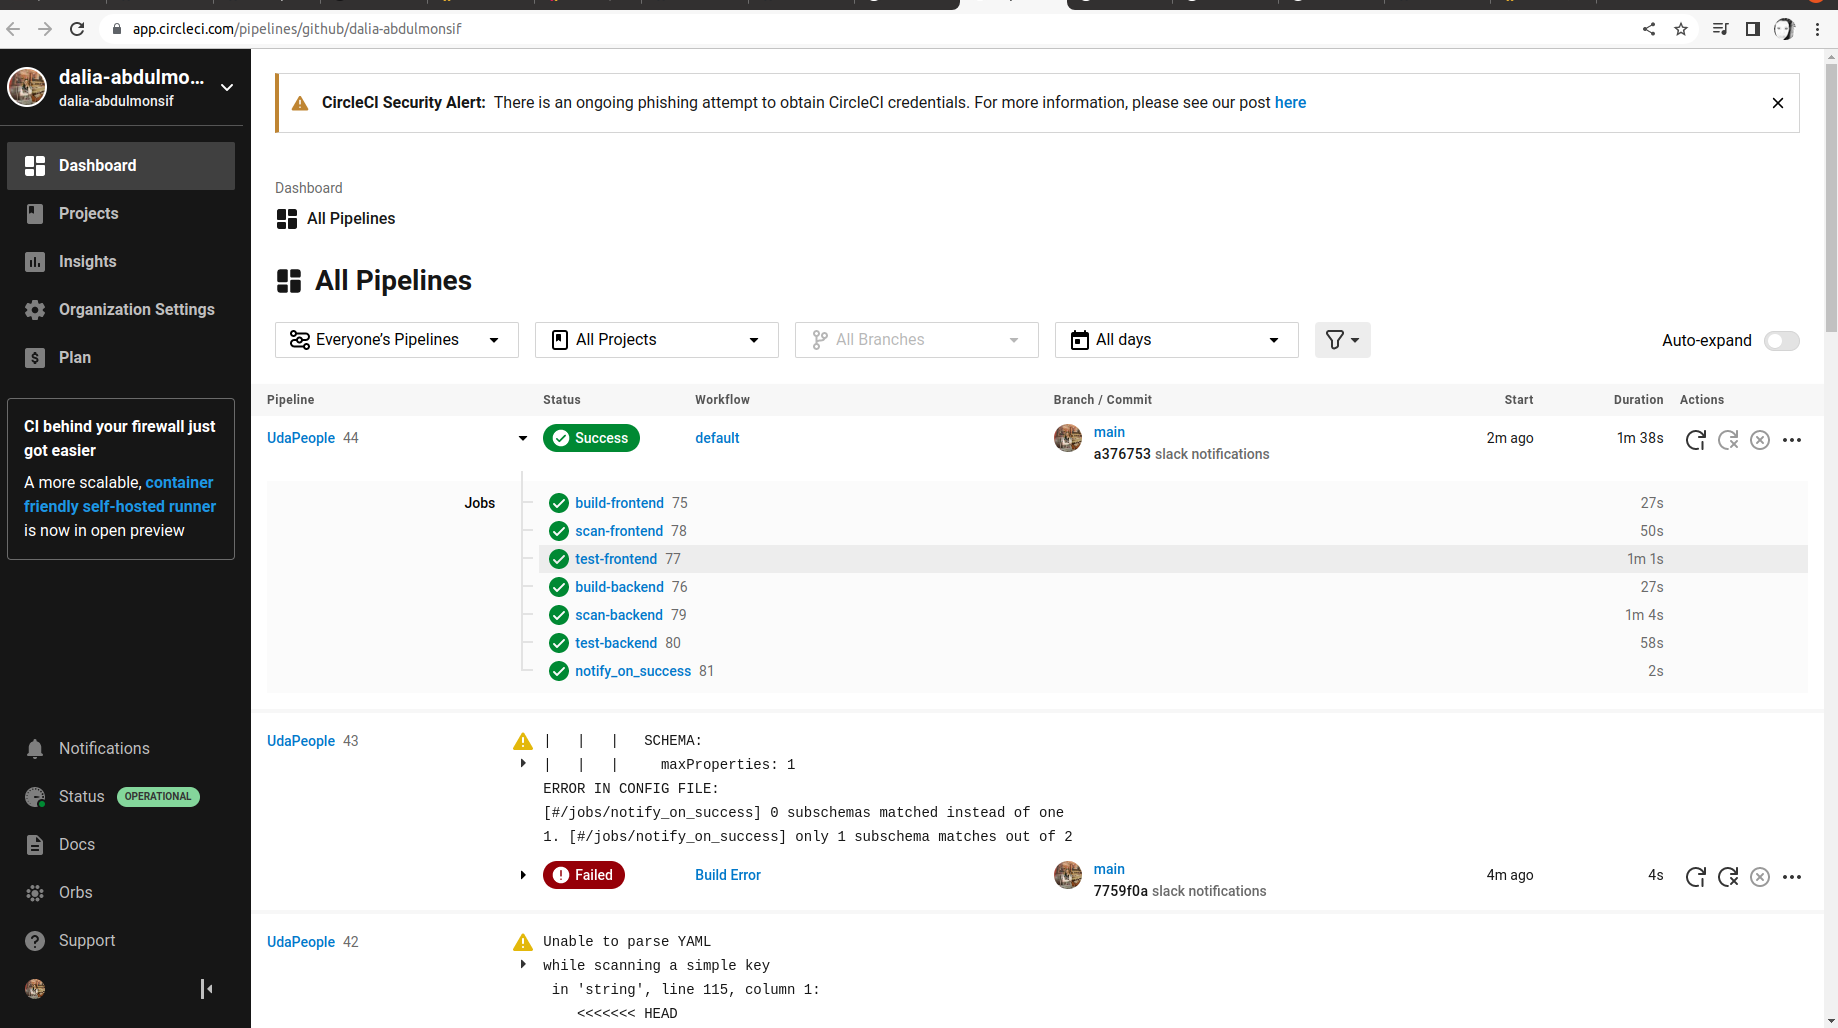 app.circleci.com/pipelines/github/dalia-abdulmonsif
dalia-abdulmo...
dalia-abdulmonsif
Dashboard
Projects
Insights
Organization Settings
Plan
CI behind your firewall just
got easier
A more scalable, container
friendly self-hosted runner
is now in open preview
Notifications
Status OPERATIONAL
Docs
Orbs
Support
CircleCI Security Alert: There is an ongoing phishing attempt to obtain CircleCI credentials. For more information, please see our post here
Dashboard
All Pipelines
All Pipelines
Everyone’s Pipelines All Projects All Branches All days Auto-expand
Pipeline Status Workflow Branch / Commit Start Duration Actions
UdaPeople 44 Success default main 2m ago 1m 38s
a376753 slack notifications
Jobs build-frontend 75 27s
scan-frontend 78 50s
test-frontend 77 1m 1s
build-backend 76 27s
scan-backend 79 1m 4s
test-backend 80 58s
notify_on_success 81 2s
UdaPeople 43 | | | SCHEMA:
| | | maxProperties: 1
ERROR IN CONFIG FILE:
[#/jobs/notify_on_success] 0 subschemas matched instead of one
1. [#/jobs/notify_on_success] only 1 subschema matches out of 2
Failed Build Error main 4m ago 4s
7759f0a slack notifications
UdaPeople 42 Unable to parse YAML
while scanning a simple key
in 'string', line 115, column 1:
<<<<<<< HEAD